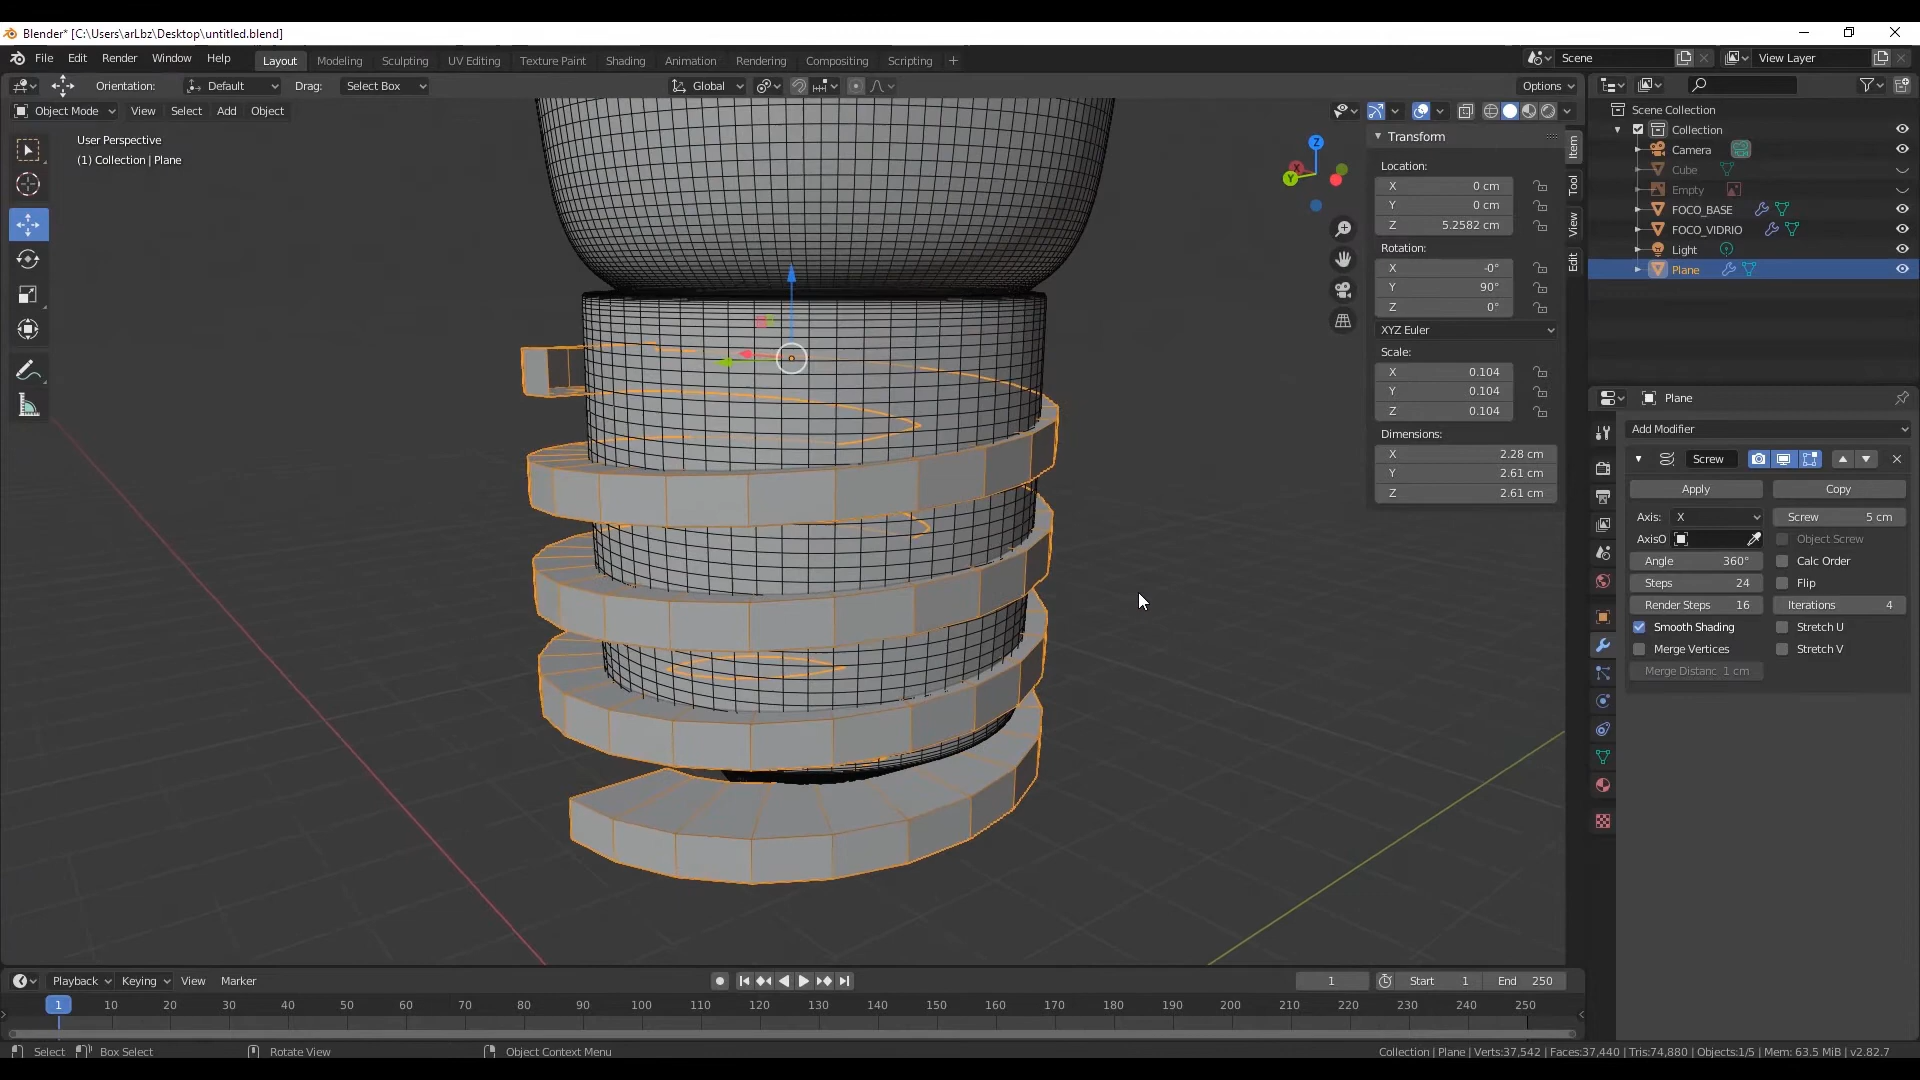 Blender* [C:\Users\arLbz\Desktop\untitled.blend]
File Edit Render Window Help Layout Modeling Sculpting UV Editing Texture Paint Shading Animation Rendering Compositing Scripting + Scene View Layer
Orientation: Default Drag: Select Box Global Options
Object Mode View Select Add Object
User Perspective
(1) Collection | Plane
Z
X
Y
Transform
Location:
X 0 cm
Y 0 cm
Z 5.2582 cm
Rotation:
X -0°
Y 90°
Z 0°
XYZ Euler
Scale:
X 0.104
Y 0.104
Z 0.104
Dimensions:
X 2.28 cm
Y 2.61 cm
Z 2.61 cm
Item
Tool
View
Edit
Scene Collection
Collection
Camera
Cube
Empty
FOCO_BASE
FOCO_VIDRIO
Light
Plane
Plane
Add Modifier
Screw
Apply Copy
Axis: X Screw 5 cm
AxisO Object Screw
Angle 360° Calc Order
Steps 24 Flip
Render Steps 16 Iterations 4
Smooth Shading Stretch U
Merge Vertices Stretch V
Merge Distanc 1 cm
Playback Keying View Marker 1 Start 1 End 250
1 10 20 30 40 50 60 70 80 90 100 110 120 130 140 150 160 170 180 190 200 210 220 230 240 250
Select Box Select Rotate View Object Context Menu Collection | Plane | Verts:37,542 | Faces:37,440 | Tris:74,880 | Objects:1/5 | Mem: 63.5 MiB | v2.82.7